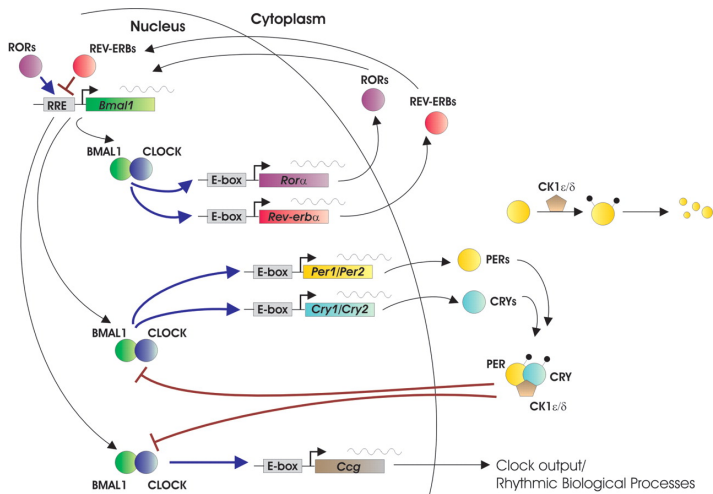 Nucleus
Cytoplasm
RORs
REV-ERBs
RRE
Bmal1
RORs
REV-ERBs
BMAL1
CLOCK
E-box
Rorα
E-box
Rev-erbα
CK1ε/δ
E-box
Per1/Per2
PERs
E-box
Cry1/Cry2
CRYs
BMAL1
CLOCK
PER
CRY
CK1ε/δ
BMAL1
CLOCK
E-box
Ccg
Clock output/
Rhythmic Biological Processes